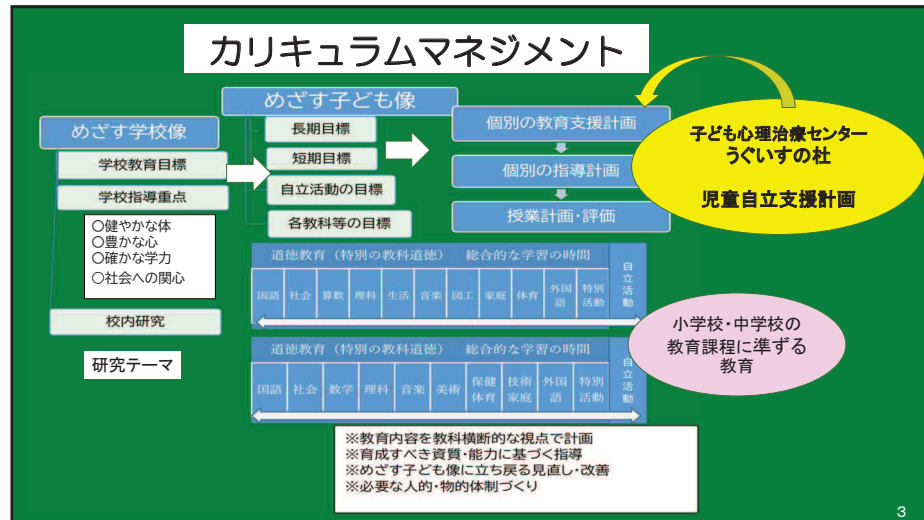 カリキュラムマネジメント
めざす学校像
学校教育目標
学校指導重点
○健やかな体
○豊かな心
○確かな学力
○社会への関心
校内研究
研究テーマ
めざす子ども像
長期目標
短期目標
自立活動の目標
各教科等の目標
個別の教育支援計画
個別の指導計画
授業計画・評価
子ども心理治療センター
うぐいすの杜
児童自立支援計画
道徳教育(特別の教科道徳) 総合的な学習の時間
国語 社会 算数 理科 生活 音楽 図工 家庭 体育 外国語 特別活動
自立活動
道徳教育(特別の教科道徳) 総合的な学習の時間
国語 社会 数学 理科 音楽 美術 保健体育 技術家庭 外国語 特別活動
自立活動
小学校・中学校の
教育課程に準ずる
教育
※教育内容を教科横断的な視点で計画
※育成すべき資質・能力に基づく指導
※めざす子ども像に立ち戻る見直し・改善
※必要な人的・物的体制づくり
3